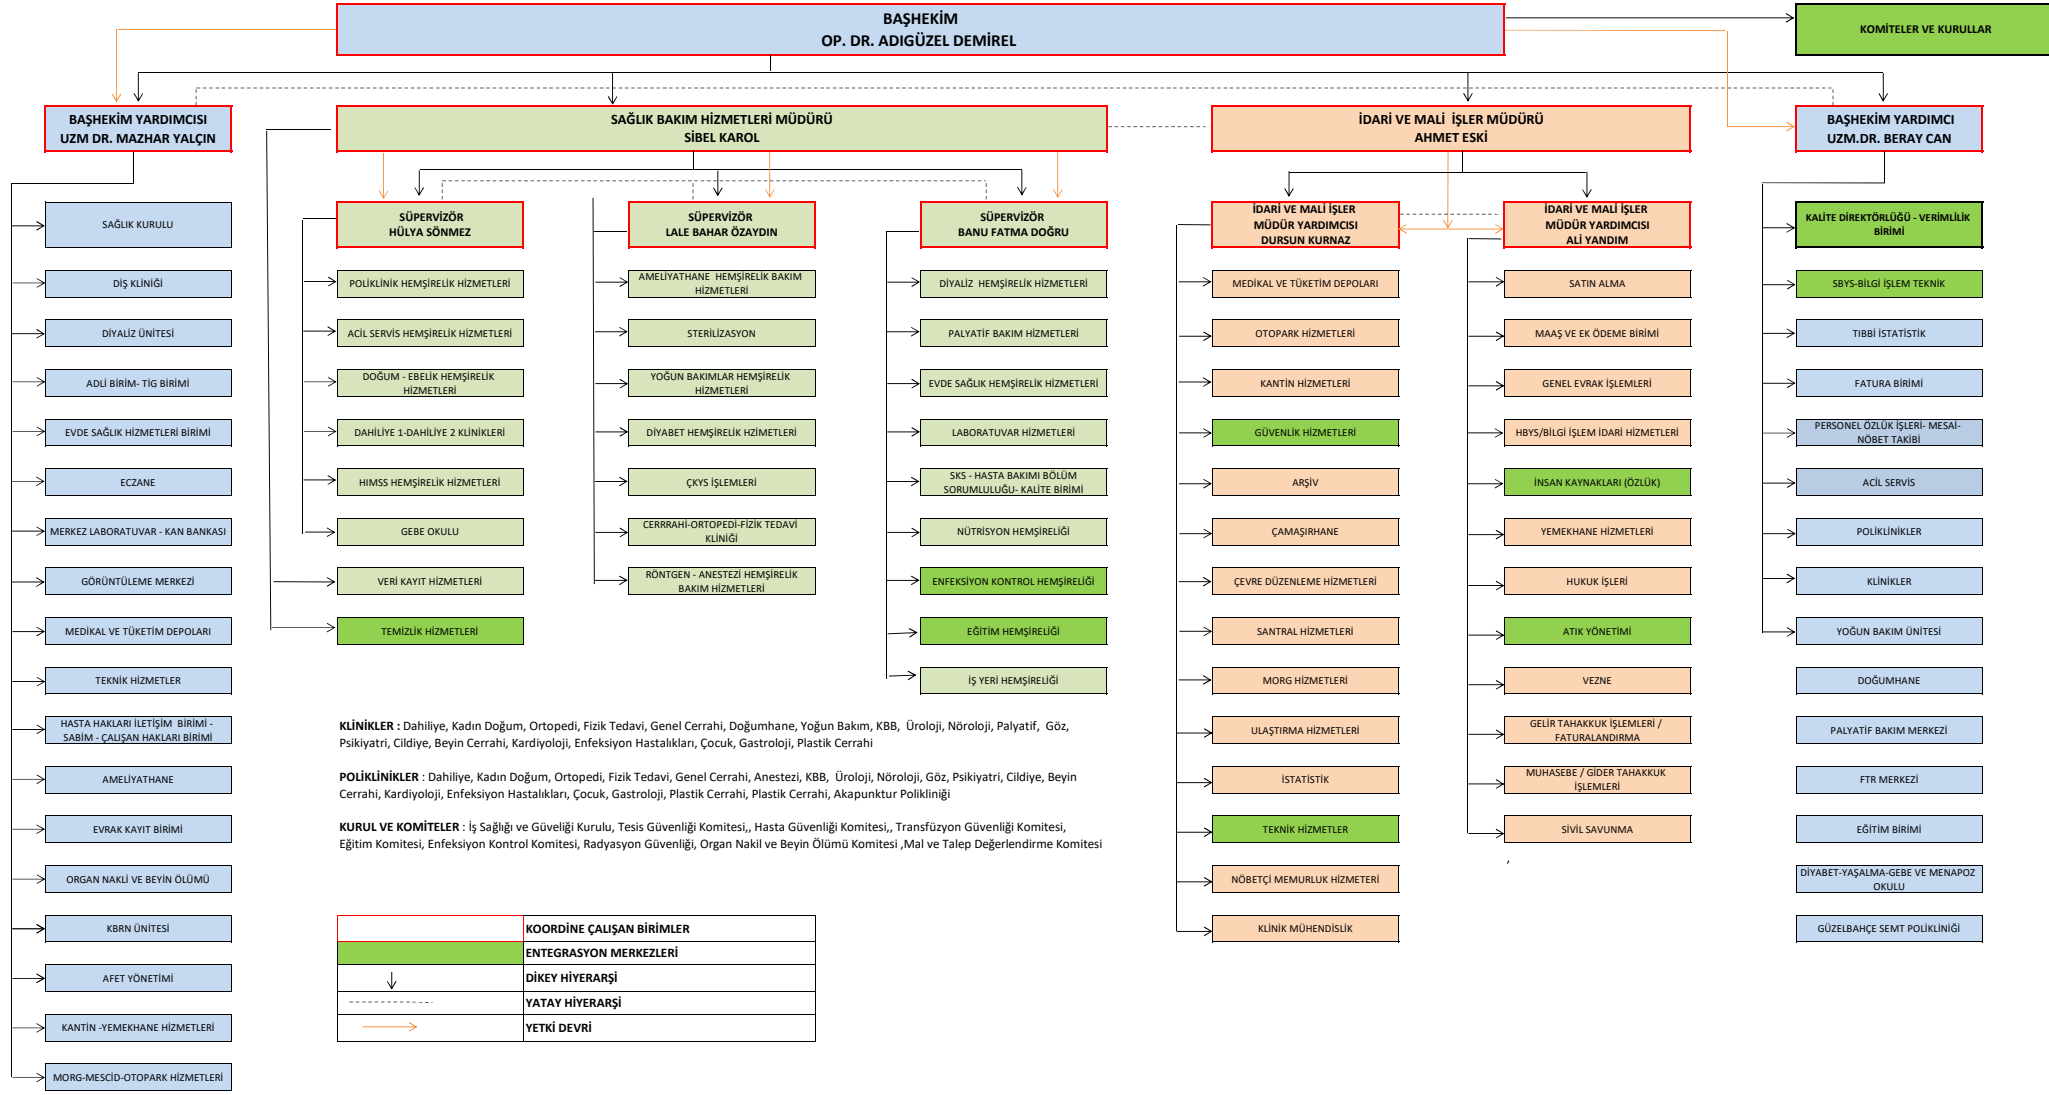 BAŞHEKİM
OP. DR. ADIGÜZEL DEMİREL
KOMİTELER VE KURULLAR
BAŞHEKİM YARDIMCISI
UZM DR. MAZHAR YALÇIN
SAĞLIK BAKIM HİZMETLERİ MÜDÜRÜ
SİBEL KAROL
İDARİ VE MALİ  İŞLER MÜDÜRÜ
AHMET ESKİ
BAŞHEKİM YARDIMCI
UZM.DR. BERAY CAN
SAĞLIK KURULU
DİŞ KLİNİĞİ
DİYALİZ ÜNİTESİ
ADLİ BİRİM- TİG BİRİMİ
EVDE SAĞLIK HİZMETLERİ BİRİMİ
ECZANE
MERKEZ LABORATUVAR - KAN BANKASI
GÖRÜNTÜLEME MERKEZİ
MEDİKAL VE TÜKETİM DEPOLARI
TEKNİK HİZMETLER
HASTA HAKLARI İLETİŞİM  BİRİMİ -
SABİM - ÇALIŞAN HAKLARI BİRİMİ
AMELİYATHANE
EVRAK KAYIT BİRİMİ
ORGAN NAKLİ VE BEYİN ÖLÜMÜ
KBRN ÜNİTESİ
AFET YÖNETİMİ
KANTİN -YEMEKHANE HİZMETLERİ
MORG-MESCİD-OTOPARK HİZMETLERİ
SÜPERVİZÖR
HÜLYA SÖNMEZ
POLİKLİNİK HEMŞİRELİK HİZMETLERİ
ACİL SERVİS HEMŞİRELİK HİZMETLERİ
DOĞUM - EBELİK HEMŞİRELİK
HİZMETLERİ
DAHİLİYE 1-DAHİLİYE 2 KLİNİKLERİ
HIMSS HEMŞİRELİK HİZMETLERİ
GEBE OKULU
VERİ KAYIT HİZMETLERİ
TEMİZLİK HİZMETLERİ
SÜPERVİZÖR
LALE BAHAR ÖZAYDIN
AMELİYATHANE  HEMŞİRELİK BAKIM
HİZMETLERİ
STERİLİZASYON
YOĞUN BAKIMLAR HEMŞİRELİK
HİZMETLERİ
DİYABET HEMŞİRELİK HZİMETLERİ
ÇKYS İŞLEMLERİ
CERRRAHİ-ORTOPEDİ-FİZİK TEDAVİ
KLİNİĞİ
RÖNTGEN - ANESTEZİ HEMŞİRELİK
BAKIM HİZMETLERİ
SÜPERVİZÖR
BANU FATMA DOĞRU
DİYALİZ  HEMŞİRELİK HİZMETLERİ
PALYATİF BAKIM HİZMETLERİ
EVDE SAĞLIK HEMŞİRELİK HİZMETLERİ
LABORATUVAR HİZMETLERİ
SKS - HASTA BAKIMI BÖLÜM
SORUMLULUĞU- KALİTE BİRİMİ
NÜTRİSYON HEMŞİRELİĞİ
ENFEKSİYON KONTROL HEMŞİRELİĞİ
EĞİTİM HEMŞİRELİĞİ
İŞ YERİ HEMŞİRELİĞİ
İDARİ VE MALİ İŞLER
MÜDÜR YARDIMCISI
DURSUN KURNAZ
MEDİKAL VE TÜKETİM DEPOLARI
OTOPARK HİZMETLERİ
KANTİN HİZMETLERİ
GÜVENLİK HİZMETLERİ
ARŞİV
ÇAMAŞIRHANE
ÇEVRE DÜZENLEME HİZMETLERİ
SANTRAL HİZMETLERİ
MORG HİZMETLERİ
ULAŞTIRMA HİZMETLERİ
İSTATİSTİK
TEKNİK HİZMETLER
NÖBETÇİ MEMURLUK HİZMETERİ
KLİNİK MÜHENDİSLİK
İDARİ VE MALİ İŞLER
MÜDÜR YARDIMCISI
ALİ YANDIM
SATIN ALMA
MAAŞ VE EK ÖDEME BİRİMİ
GENEL EVRAK İŞLEMLERİ
HBYS/BİLGİ İŞLEM İDARİ HİZMETLERİ
İNSAN KAYNAKLARI (ÖZLÜK)
YEMEKHANE HİZMETLERİ
HUKUK İŞLERİ
ATIK YÖNETİMİ
VEZNE
GELİR TAHAKKUK İŞLEMLERİ /
FATURALANDIRMA
MUHASEBE / GİDER TAHAKKUK
İŞLEMLERİ
SİVİL SAVUNMA
,
KALİTE DİREKTÖRLÜĞÜ - VERİMLİLİK
BİRİMİ
SBYS-BİLGİ İŞLEM TEKNİK
TIBBİ İSTATİSTİK
FATURA BİRİMİ
PERSONEL ÖZLÜK İŞLERİ- MESAİ-
NÖBET TAKİBİ
ACİL SERVİS
POLİKLİNİKLER
KLİNİKLER
YOĞUN BAKIM ÜNİTESİ
DOĞUMHANE
PALYATİF BAKIM MERKEZİ
FTR MERKEZİ
EĞİTİM BİRİMİ
DİYABET-YAŞALMA-GEBE VE MENAPOZ
OKULU
GÜZELBAHÇE SEMT POLİKLİNİĞİ
KLİNİKLER : Dahiliye, Kadın Doğum, Ortopedi, Fizik Tedavi, Genel Cerrahi, Doğumhane, Yoğun Bakım, KBB,  Üroloji, Nöroloji, Palyatif,  Göz,
Psikiyatri, Cildiye, Beyin Cerrahi, Kardiyoloji, Enfeksiyon Hastalıkları, Çocuk, Gastroloji, Plastik Cerrahi
POLİKLİNİKLER : Dahiliye, Kadın Doğum, Ortopedi, Fizik Tedavi, Genel Cerrahi, Anestezi, KBB,  Üroloji, Nöroloji, Göz, Psikiyatri, Cildiye, Beyin
Cerrahi, Kardiyoloji, Enfeksiyon Hastalıkları, Çocuk, Gastroloji, Plastik Cerrahi, Plastik Cerrahi, Akapunktur Polikliniği
KURUL VE KOMİTELER : İş Sağlığı ve Güveliği Kurulu, Tesis Güvenliği Komitesi,, Hasta Güvenliği Komitesi,, Transfüzyon Güvenliği Komitesi,
Eğitim Komitesi, Enfeksiyon Kontrol Komitesi, Radyasyon Güvenliği, Organ Nakil ve Beyin Ölümü Komitesi ,Mal ve Talep Değerlendirme Komitesi
KOORDİNE ÇALIŞAN BİRİMLER
ENTEGRASYON MERKEZLERİ
DİKEY HİYERARŞİ
YATAY HİYERARŞİ
YETKİ DEVRİ